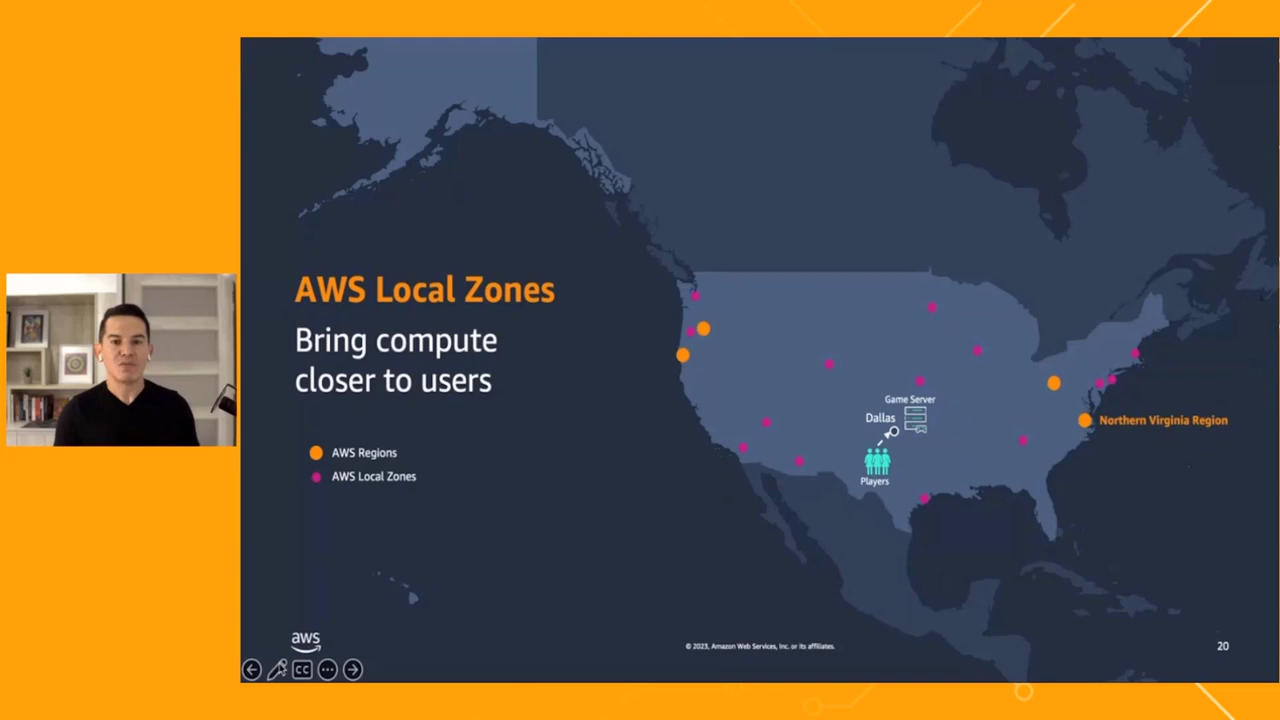 AWS Local Zones
Bring compute
closer to users
AWS Regions
AWS Local Zones
Game Server
Dallas
Players
Northern Virginia Region
aws
© 2023, Amazon Web Services, Inc. or its affiliates.
20
CC